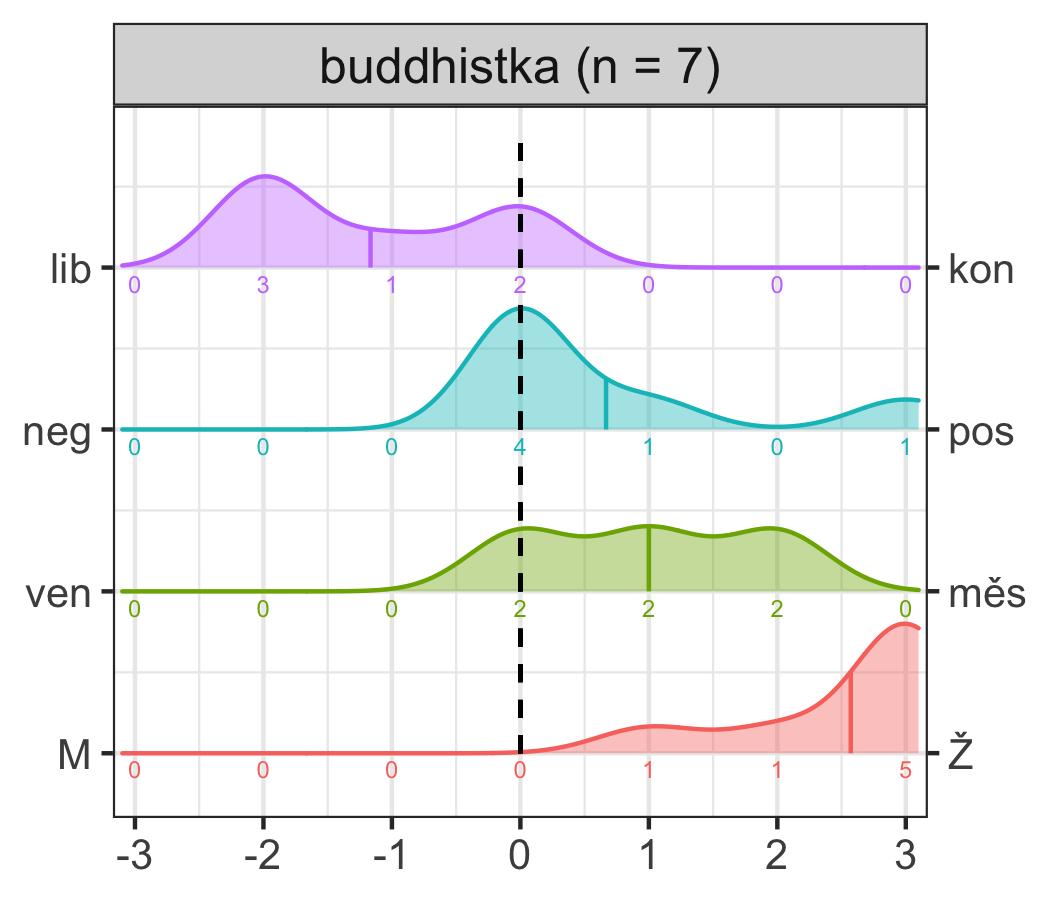 buddhistka (n = 7)
lib kon
0 3 1 2 0 0 0
neg pos
0 0 0 4 1 0 1
ven měs
0 0 0 2 2 2 0
M Ž
0 0 0 0 1 1 5
-3 -2 -1 0 1 2 3